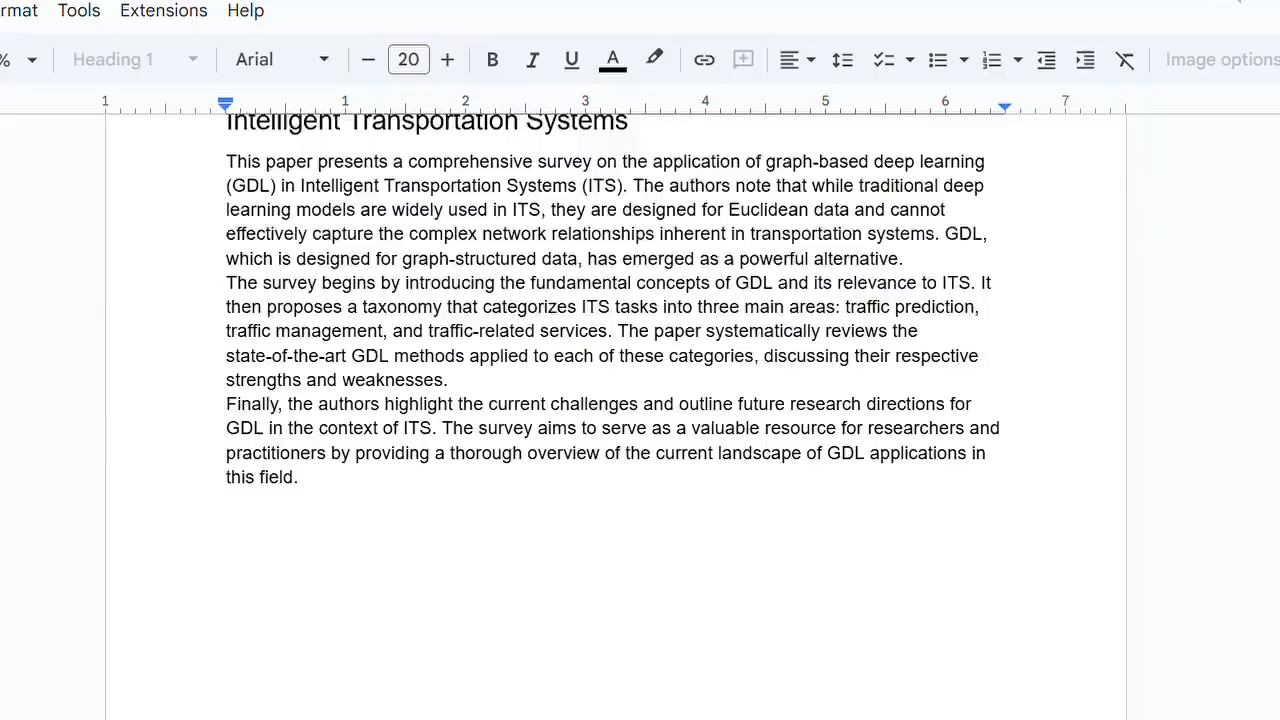 rmat Tools Extensions Help
% Heading 1 Arial − 20 + B I U A Image options
1 1 2 3 4 5 6 7
Intelligent Transportation Systems
This paper presents a comprehensive survey on the application of graph-based deep learning
(GDL) in Intelligent Transportation Systems (ITS). The authors note that while traditional deep
learning models are widely used in ITS, they are designed for Euclidean data and cannot
effectively capture the complex network relationships inherent in transportation systems. GDL,
which is designed for graph-structured data, has emerged as a powerful alternative.
The survey begins by introducing the fundamental concepts of GDL and its relevance to ITS. It
then proposes a taxonomy that categorizes ITS tasks into three main areas: traffic prediction,
traffic management, and traffic-related services. The paper systematically reviews the
state-of-the-art GDL methods applied to each of these categories, discussing their respective
strengths and weaknesses.
Finally, the authors highlight the current challenges and outline future research directions for
GDL in the context of ITS. The survey aims to serve as a valuable resource for researchers and
practitioners by providing a thorough overview of the current landscape of GDL applications in
this field.